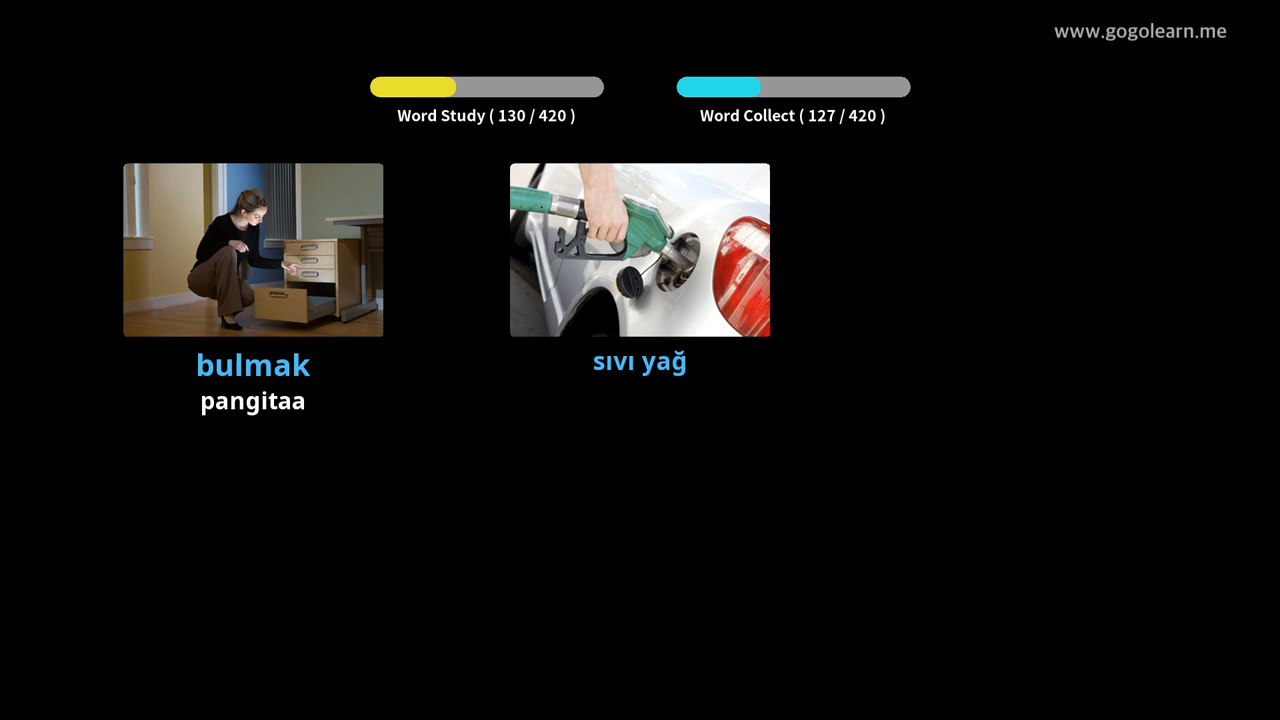 www.gogolearn.me
Word Study ( 130 / 420 )
Word Collect ( 127 / 420 )
bulmak
pangitaa
sıvı yağ